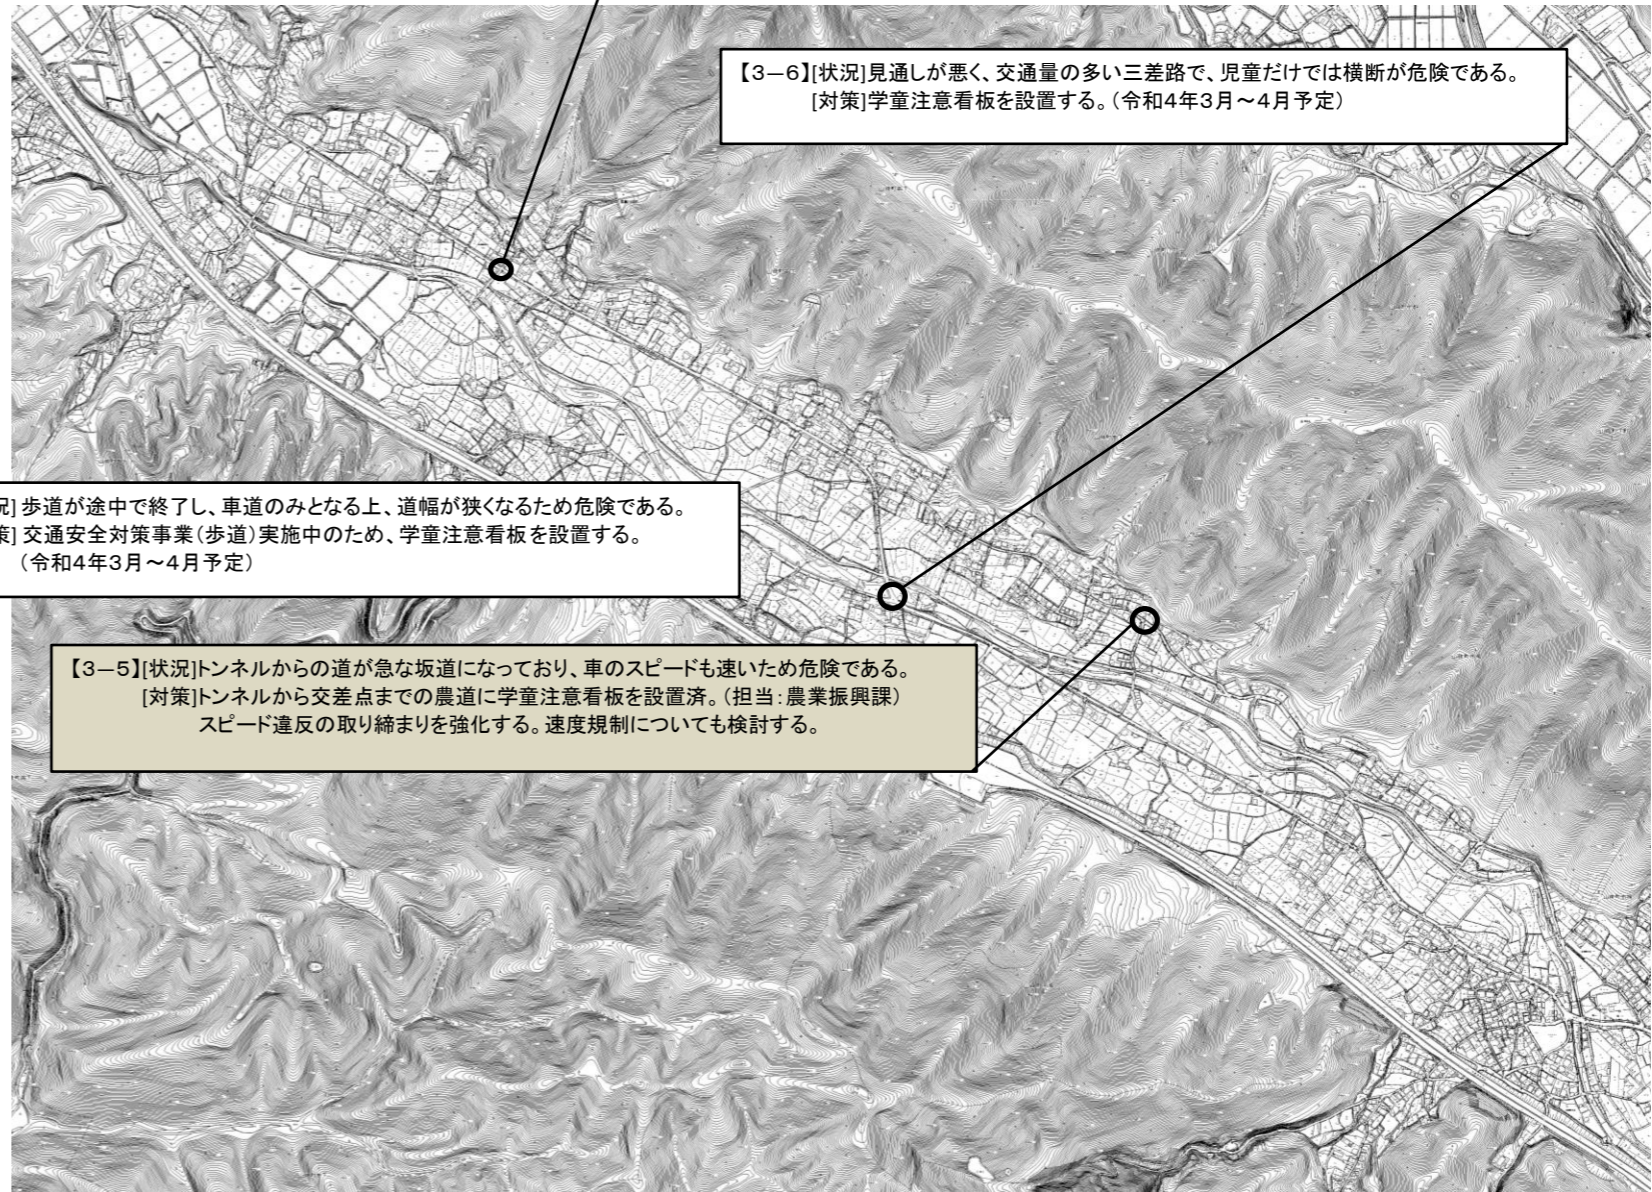 【3－6】[状況]見通しが悪く、交通量の多い三差路で、児童だけでは横断が危険である。
[対策]学童注意看板を設置する。(令和4年3月～4月予定)
況] 歩道が途中で終了し、車道のみとなる上、道幅が狭くなるため危険である。
策] 交通安全対策事業(歩道)実施中のため、学童注意看板を設置する。
(令和4年3月～4月予定)
【3－5】[状況]トンネルからの道が急な坂道になっており、車のスピードも速いため危険である。
[対策]トンネルから交差点までの農道に学童注意看板を設置済。(担当:農業振興課)
スピード違反の取り締まりを強化する。速度規制についても検討する。